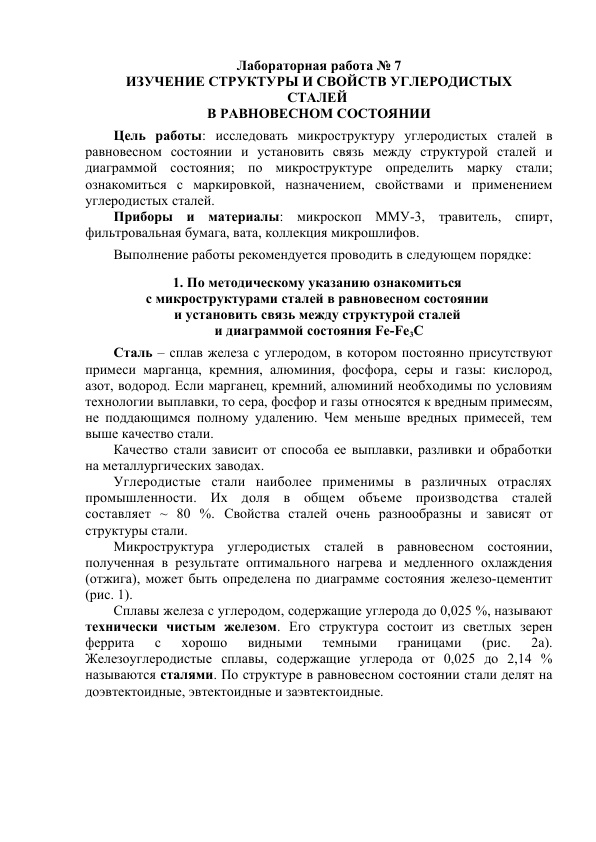 Лабораторная работа № 7
ИЗУЧЕНИЕ СТРУКТУРЫ И СВОЙСТВ УГЛЕРОДИСТЫХ
СТАЛЕЙ
В РАВНОВЕСНОМ СОСТОЯНИИ
Цель работы: исследовать микроструктуру углеродистых сталей в
равновесном состоянии и установить связь между структурой сталей и
диаграммой состояния; по микроструктуре определить марку стали;
ознакомиться с маркировкой, назначением, свойствами и применением
углеродистых сталей.
Приборы и материалы: микроскоп ММУ-3, травитель, спирт,
фильтровальная бумага, вата, коллекция микрошлифов.
Выполнение работы рекомендуется проводить в следующем порядке:
1. По методическому указанию ознакомиться
с микроструктурами сталей в равновесном состоянии
и установить связь между структурой сталей
и диаграммой состояния Fe-Fe₃C
Сталь – сплав железа с углеродом, в котором постоянно присутствуют
примеси марганца, кремния, алюминия, фосфора, серы и газы: кислород,
азот, водород. Если марганец, кремний, алюминий необходимы по условиям
технологии выплавки, то сера, фосфор и газы относятся к вредным примесям,
не поддающимся полному удалению. Чем меньше вредных примесей, тем
выше качество стали.
Качество стали зависит от способа ее выплавки, разливки и обработки
на металлургических заводах.
Углеродистые стали наиболее применимы в различных отраслях
промышленности. Их доля в общем объеме производства сталей
составляет ~ 80 %. Свойства сталей очень разнообразны и зависят от
структуры стали.
Микроструктура углеродистых сталей в равновесном состоянии,
полученная в результате оптимального нагрева и медленного охлаждения
(отжига), может быть определена по диаграмме состояния железо-цементит
(рис. 1).
Сплавы железа с углеродом, содержащие углерода до 0,025 %, называют
технически чистым железом. Его структура состоит из светлых зерен
феррита с хорошо видными темными границами (рис. 2а).
Железоуглеродистые сплавы, содержащие углерода от 0,025 до 2,14 %
называются сталями. По структуре в равновесном состоянии стали делят на
доэвтектоидные, эвтектоидные и заэвтектоидные.